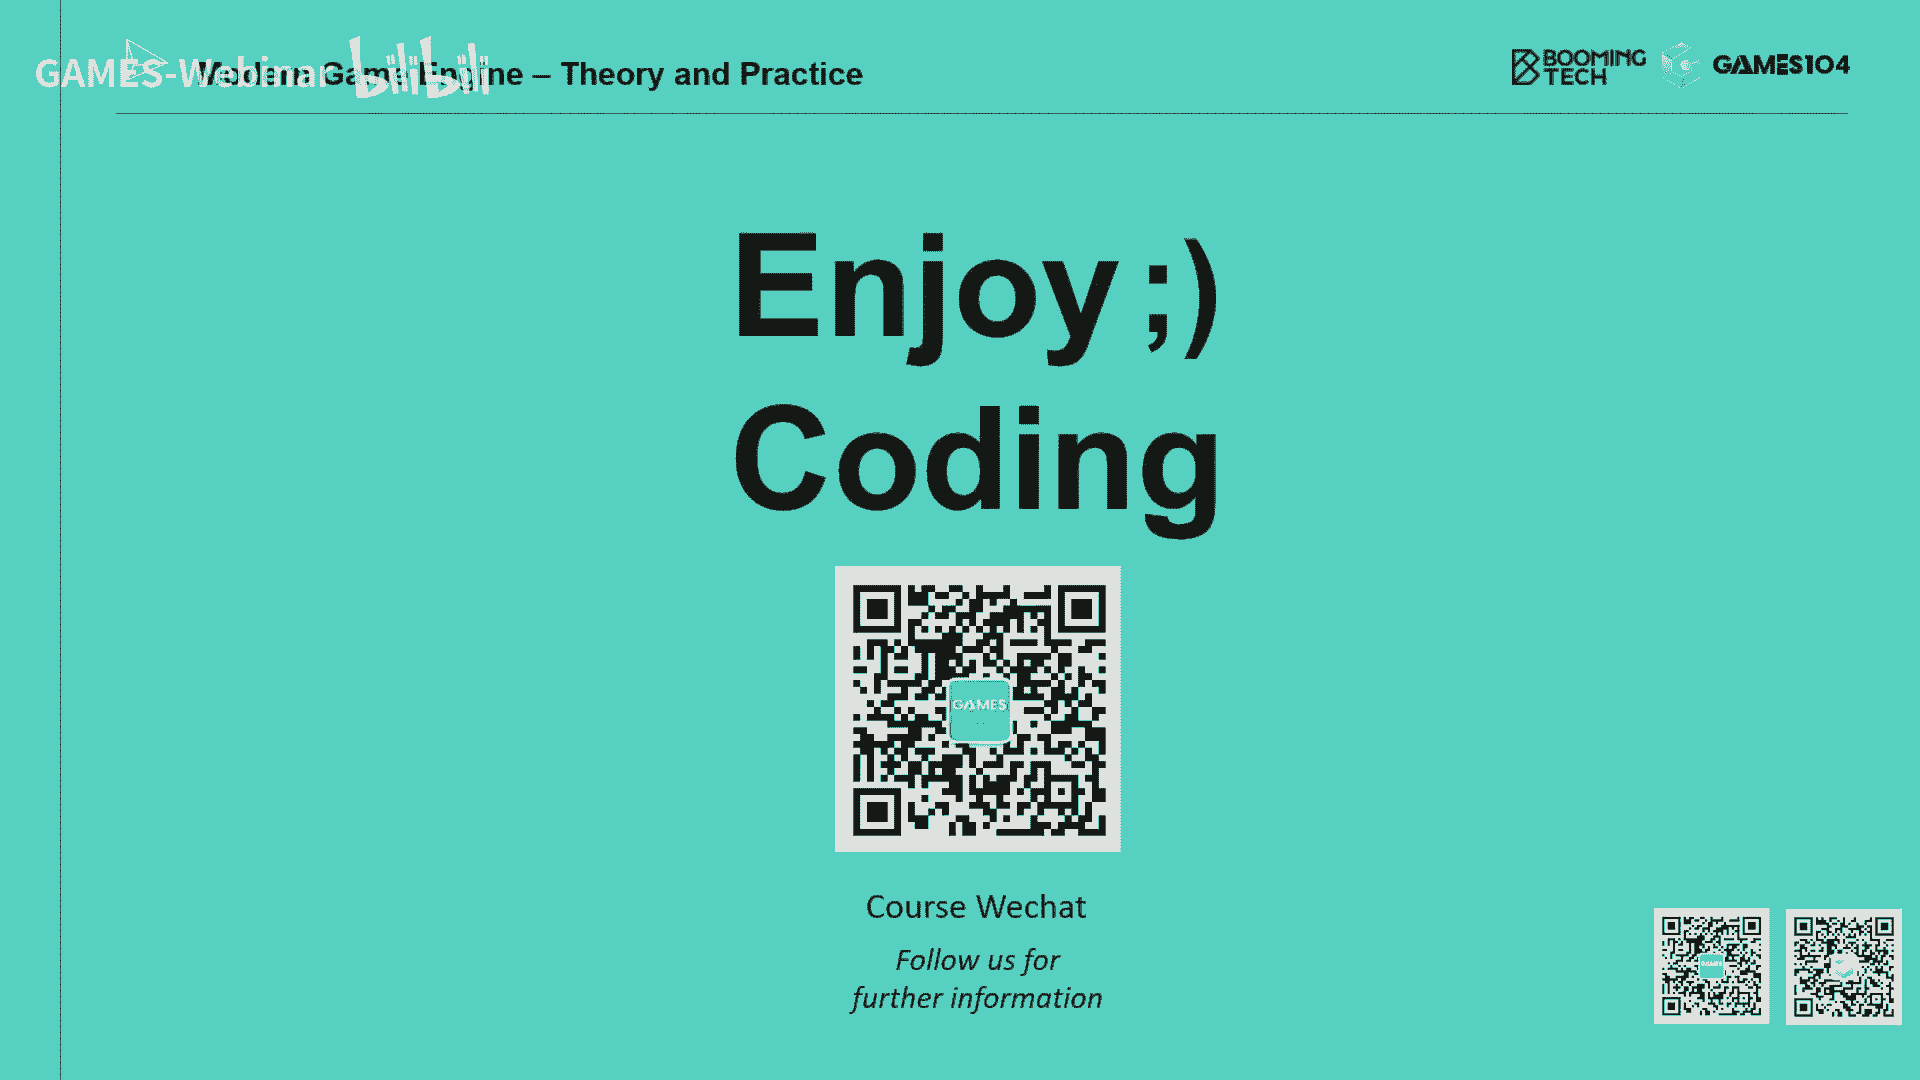 GAMES-Webinar bilibili
Modern Game Engine – Theory and Practice
BOOMING
TECH
GAMES104
Enjoy ;)
Coding
GAMES
Course Wechat
Follow us for
further information